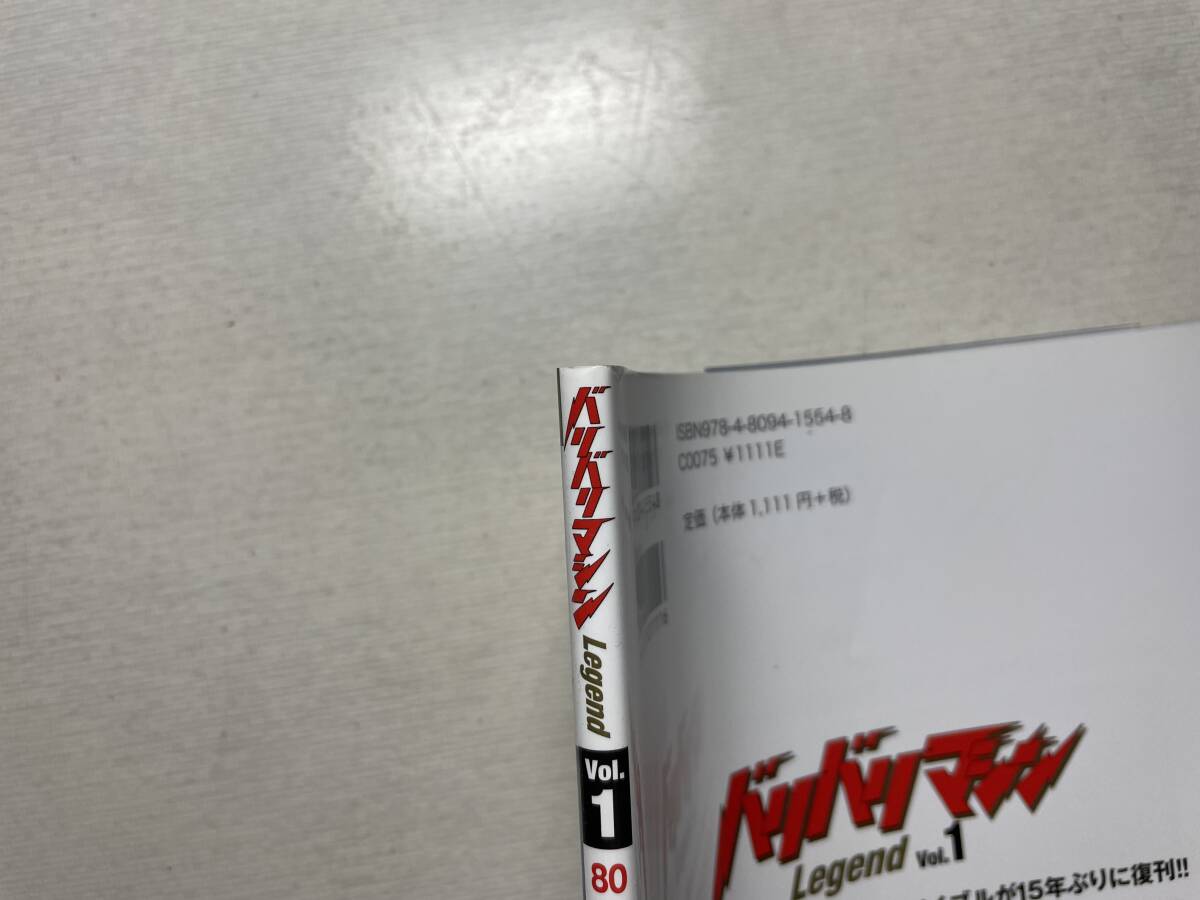 バリバリマシン Legend Vol. 1 80
ISBN978-4-8094-1554-8
C0075 ¥1111E
定価（本体1,111円+税）
バリバリマシン
Legend Vol.1
ブルが15年ぶりに復刊!!